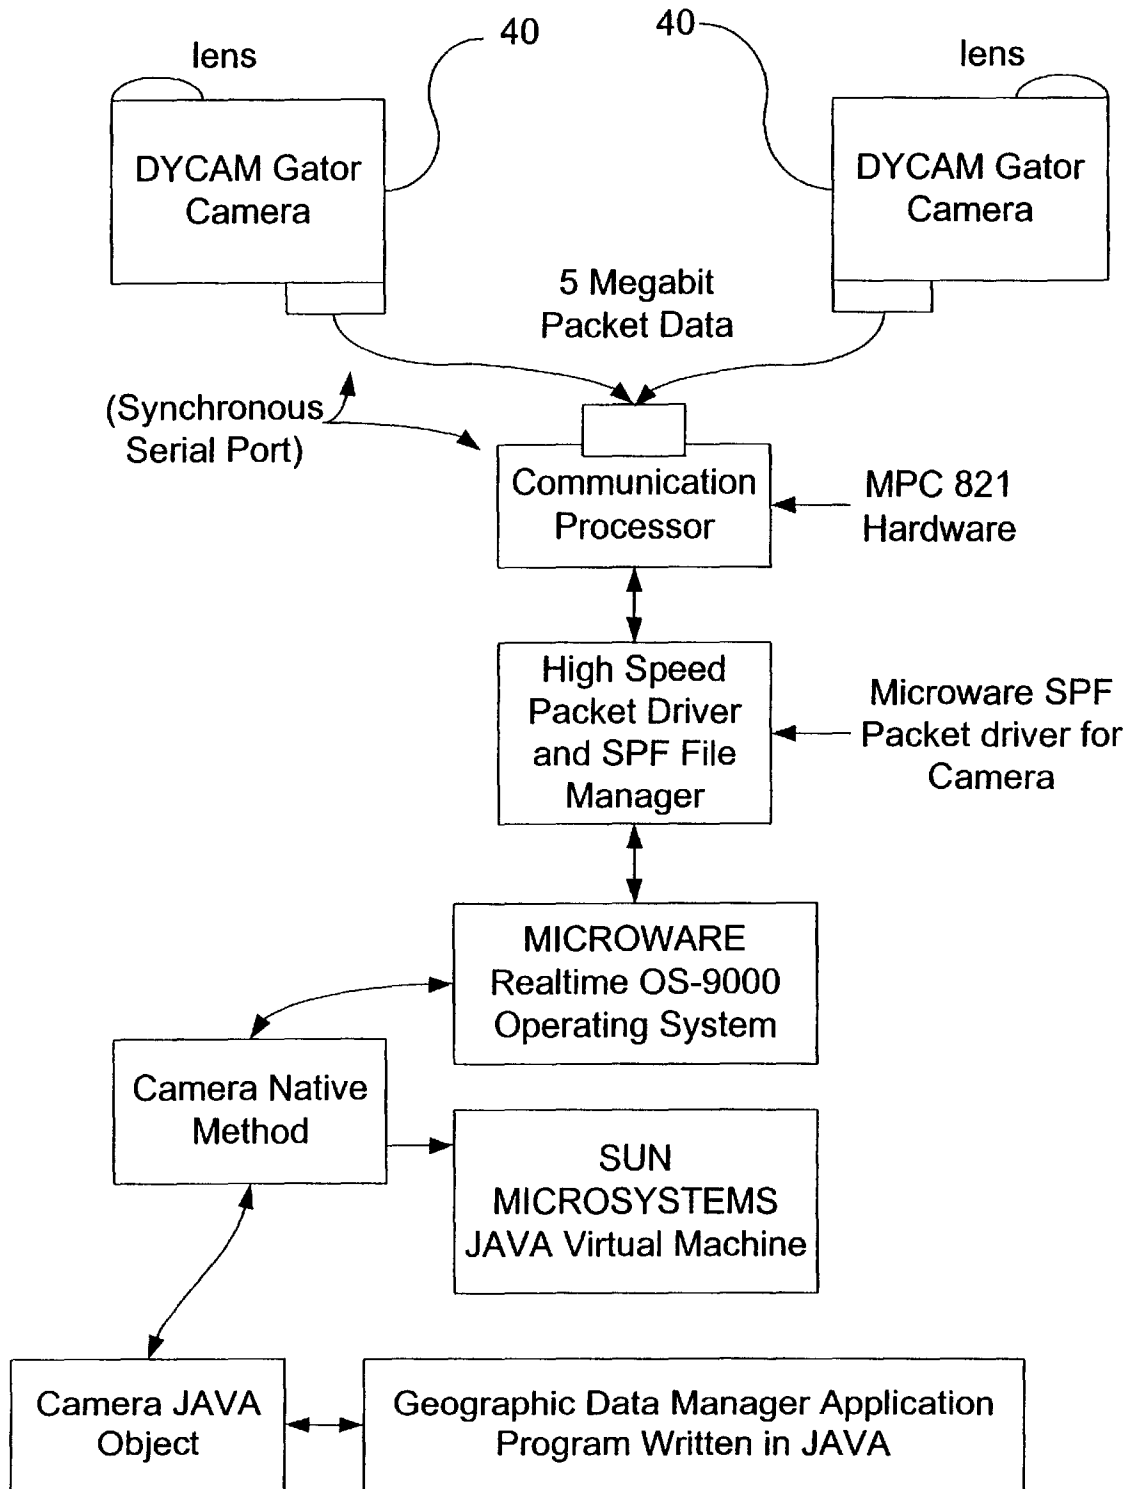 40
40
lens
lens
DYCAM Gator
Camera
DYCAM Gator
Camera
5 Megabit
Packet Data
(Synchronous
Serial Port)
Communication
Processor
MPC 821
Hardware
High Speed
Packet Driver
and SPF File
Manager
Microware SPF
Packet driver for
Camera
MICROWARE
Realtime OS-9000
Operating System
Camera Native
Method
SUN
MICROSYSTEMS
JAVA Virtual Machine
Camera JAVA
Object
Geographic Data Manager Application
Program Written in JAVA